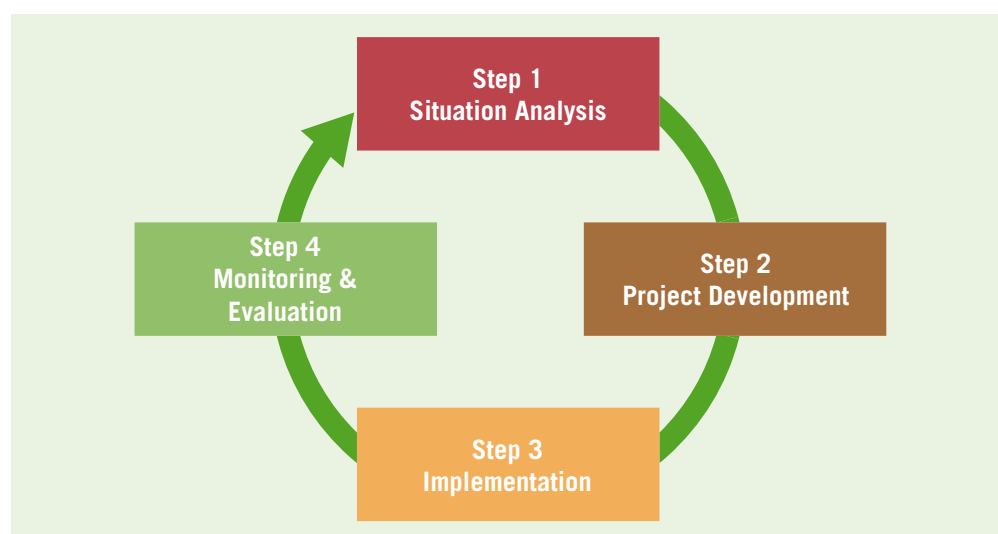 Step 1
Situation Analysis
Step 2
Project Development
Step 3
Implementation
Step 4
Monitoring &
Evaluation